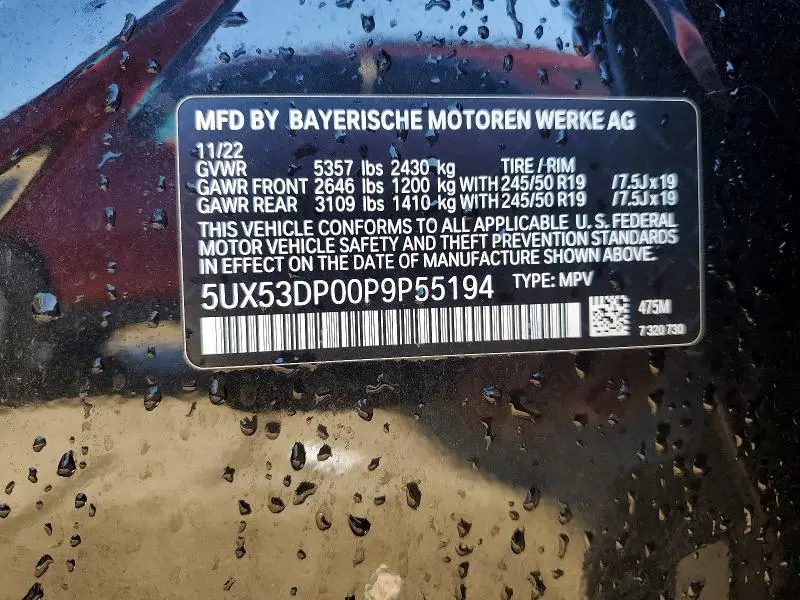 MFD BY BAYERISCHE MOTOREN WERKE AG
11/22
GVWR 5357 lbs 2430 kg TIRE / RIM
GAWR FRONT 2646 lbs 1200 kg WITH 245/50 R19 /7.5Jx19
GAWR REAR 3109 lbs 1410 kg WITH 245/50 R19 /7.5Jx19
THIS VEHICLE CONFORMS TO ALL APPLICABLE U. S. FEDERAL
MOTOR VEHICLE SAFETY AND THEFT PREVENTION STANDARDS
IN EFFECT ON THE DATE OF MANUFACTURE SHOWN ABOVE.
5UX53DP00P9P55194 TYPE: MPV
475M
7 320 730